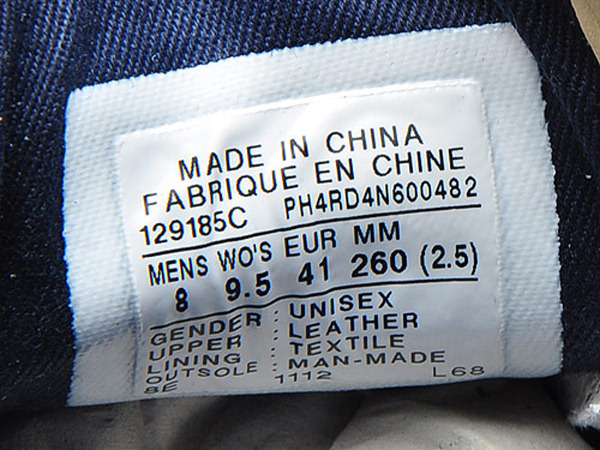 MADE IN CHINA
FABRIQUE EN CHINE
129185C PH4RD4N600482
MENS WO'S EUR MM
8 9.5 41 260 (2.5)
GENDER : UNISEX
UPPER : LEATHER
LINING : TEXTILE
OUTSOLE : MAN-MADE
8E 1112 L68